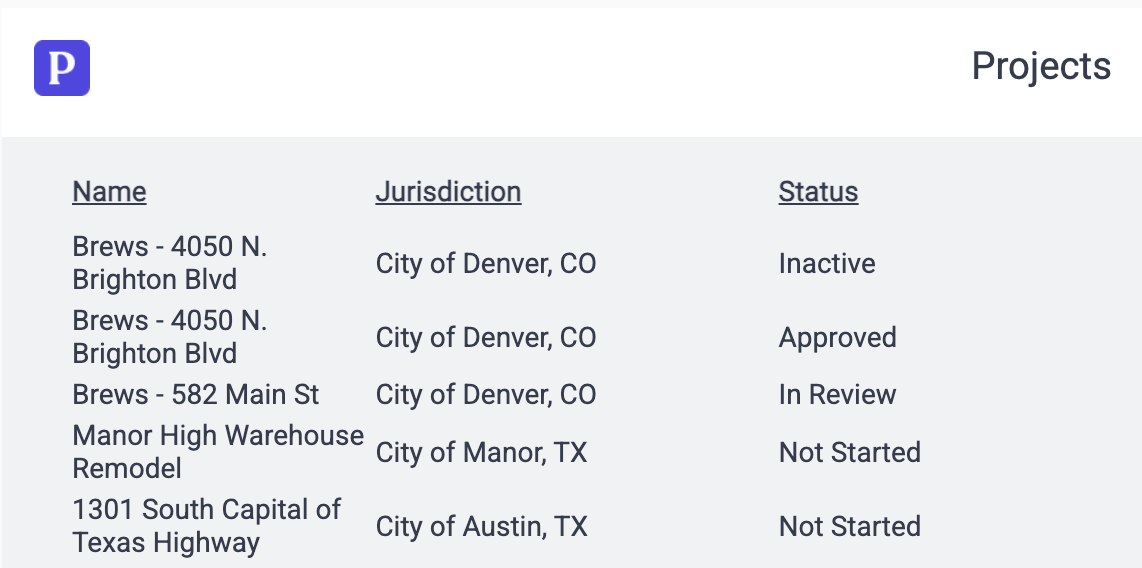 P
Projects
Name Jurisdiction Status
Brews - 4050 N.
Brighton Blvd
City of Denver, CO Inactive
Brews - 4050 N.
Brighton Blvd
City of Denver, CO Approved
Brews - 582 Main St City of Denver, CO In Review
Manor High Warehouse
Remodel
City of Manor, TX Not Started
1301 South Capital of
Texas Highway
City of Austin, TX Not Started